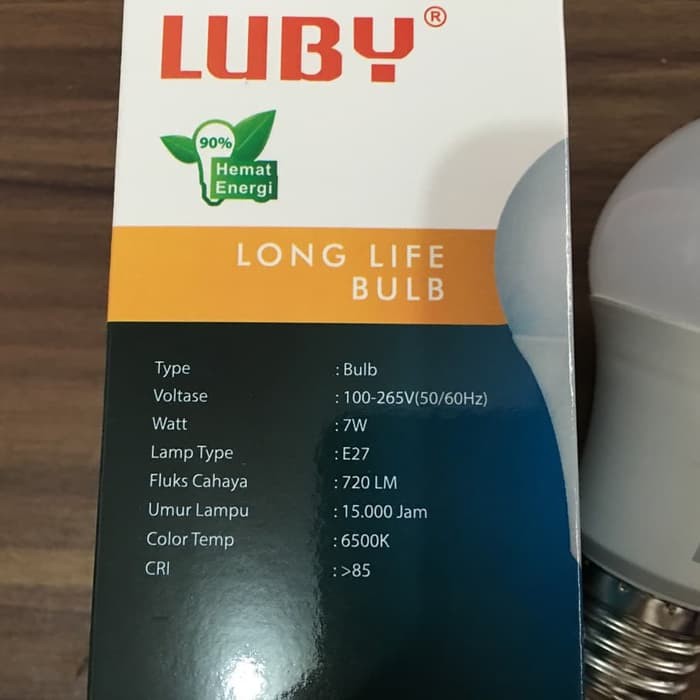 LUBY®
90%
Hemat
Energi
LONG LIFE
BULB
Type : Bulb
Voltase : 100-265V(50/60Hz)
Watt : 7W
Lamp Type : E27
Fluks Cahaya : 720 LM
Umur Lampu : 15.000 Jam
Color Temp : 6500K
CRI : >85